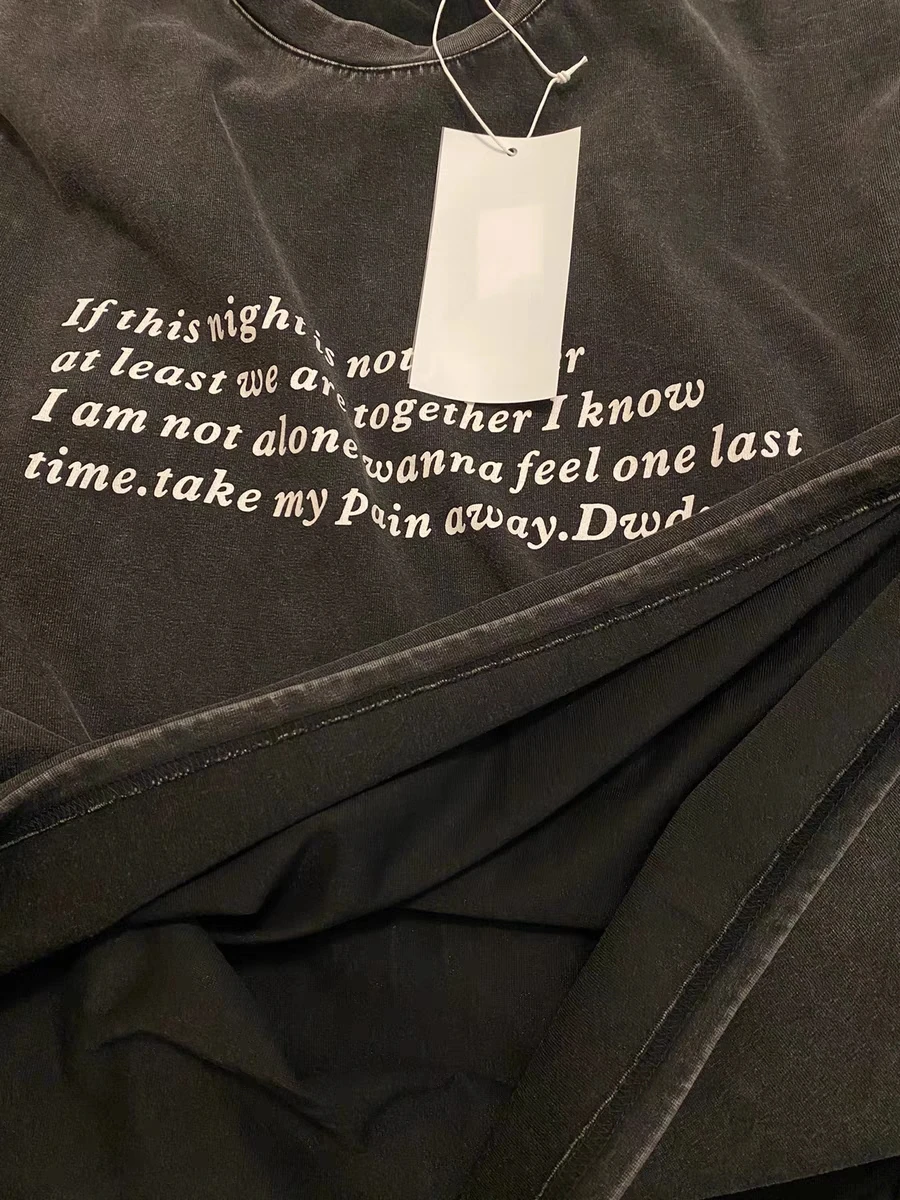 If this night is not
at least we are together I know
I am not alone wanna feel one last
time.take my Pain away.